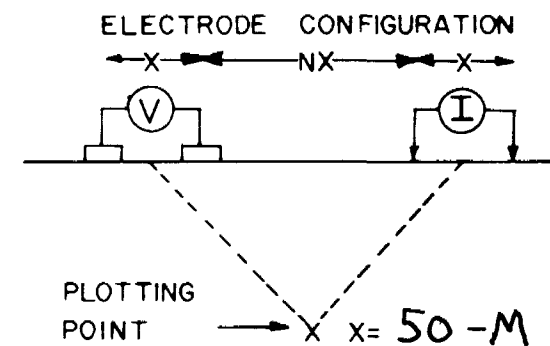 ELECTRODE CONFIGURATION
X NX X
V I
PLOTTING
POINT X X= 50-M